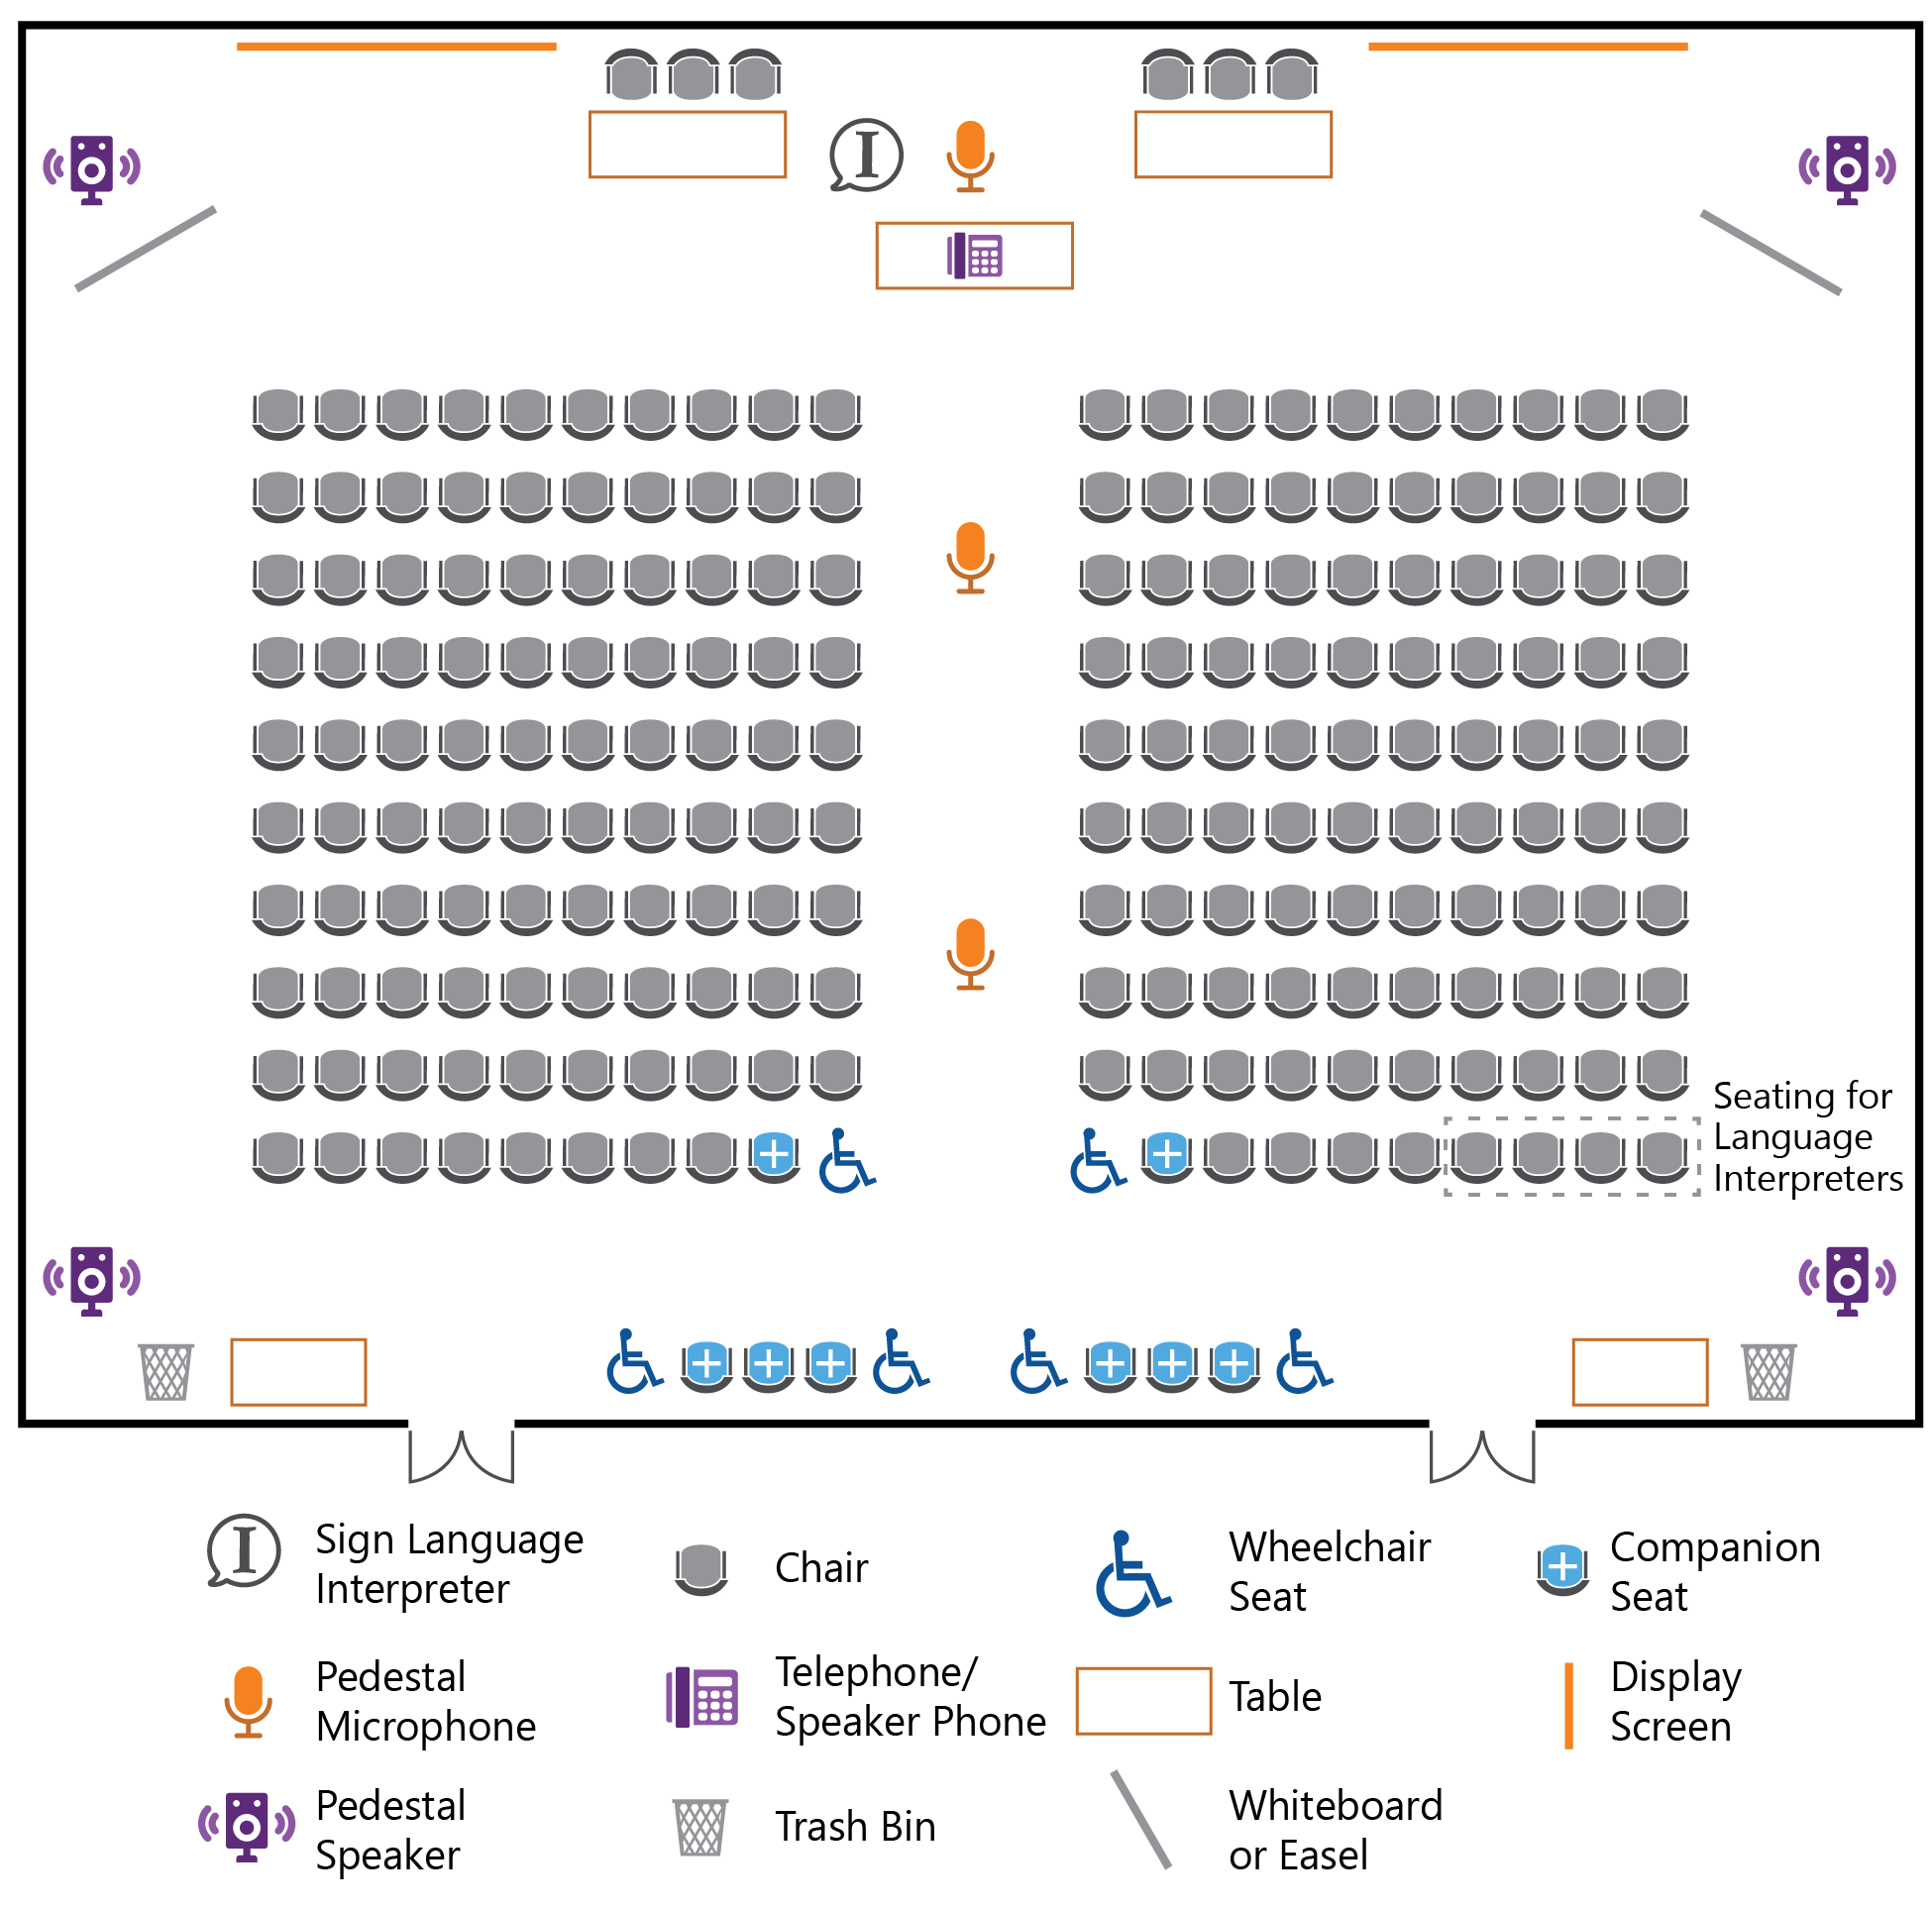 I
Seating for
Language
Interpreters
I
Sign Language
Interpreter
Chair
Wheelchair
Seat
Companion
Seat
Pedestal
Microphone
Telephone/
Speaker Phone
Table
Display
Screen
Pedestal
Speaker
Trash Bin
Whiteboard
or Easel